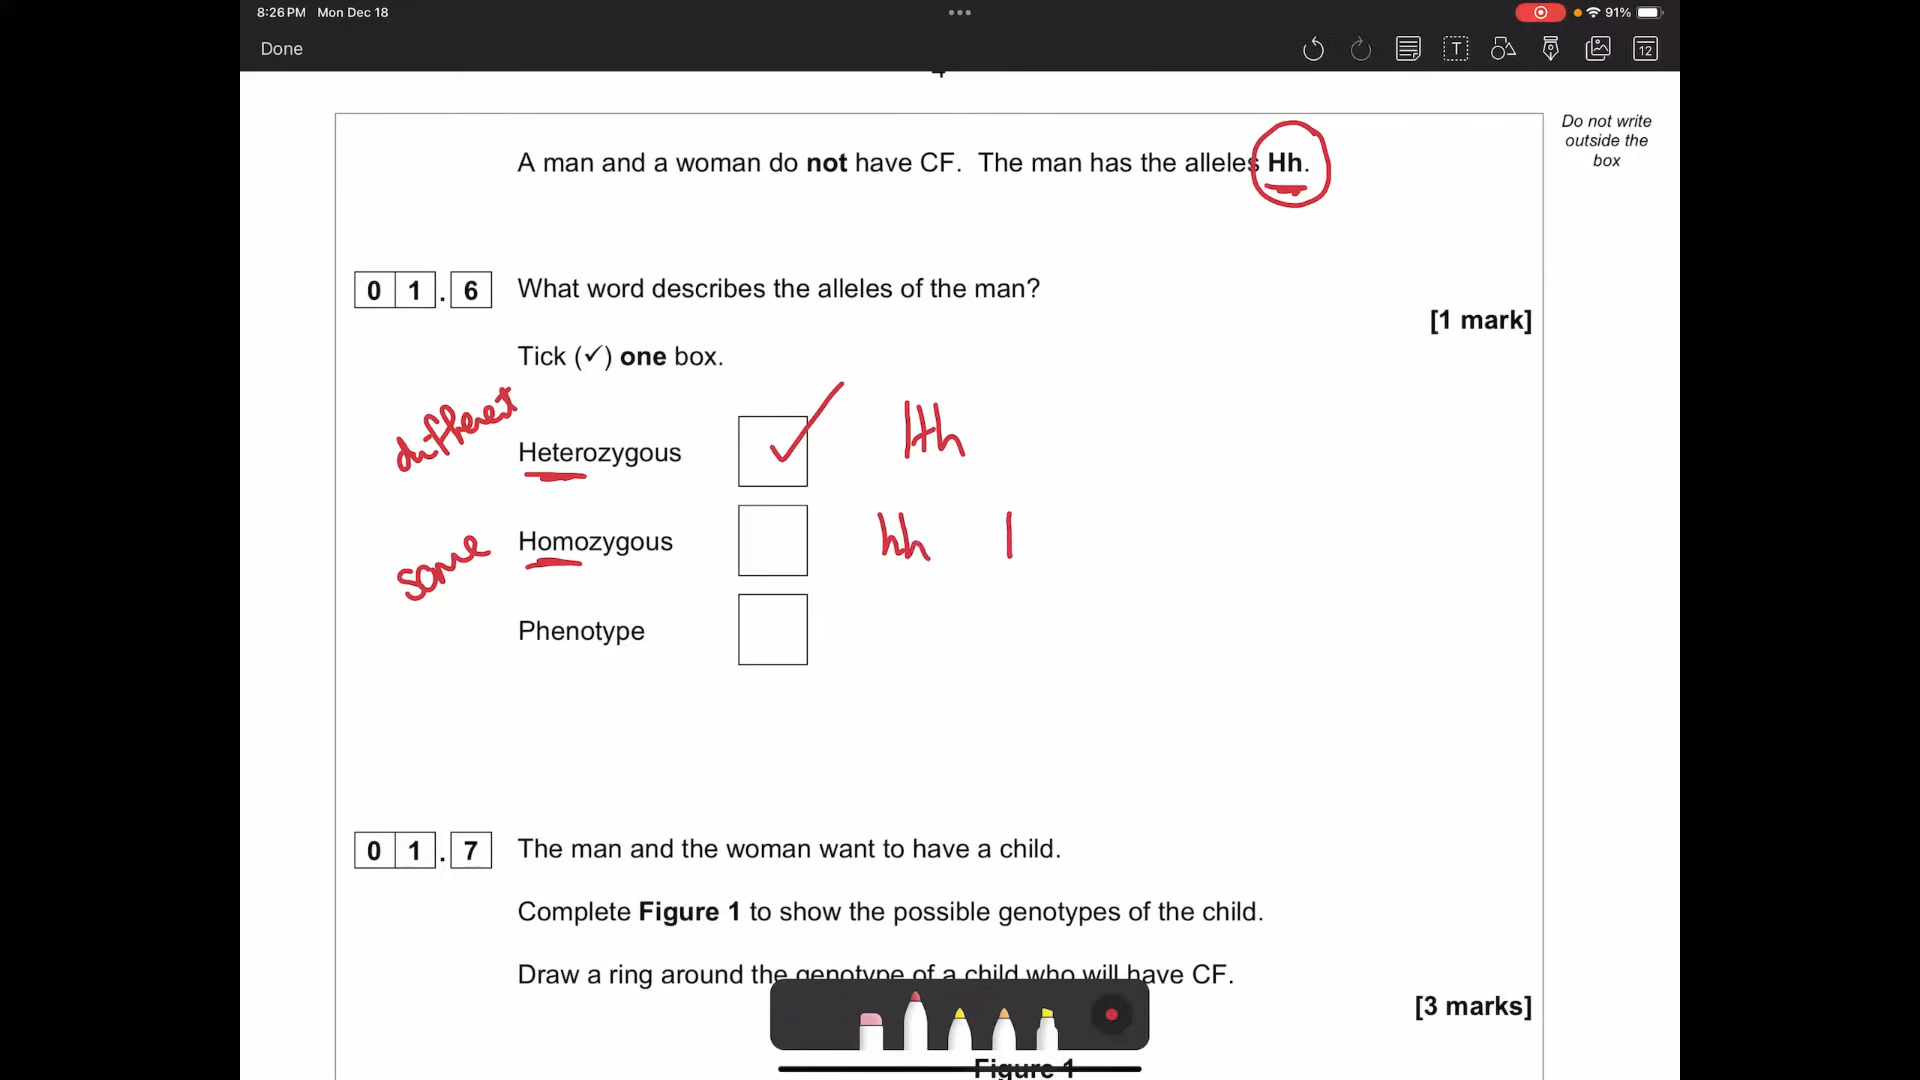 8:26 PM Mon Dec 18
91%
Done
T
12
4
Do not write
outside the
box
A man and a woman do not have CF. The man has the alleles Hh.
0 1 . 6 What word describes the alleles of the man?
[1 mark]
Tick (✓) one box.
different
Heterozygous ✓ Hh
same
Homozygous hh
Phenotype
0 1 . 7 The man and the woman want to have a child.
Complete Figure 1 to show the possible genotypes of the child.
Draw a ring around the genotype of a child who will have CF.
[3 marks]
Figure 1